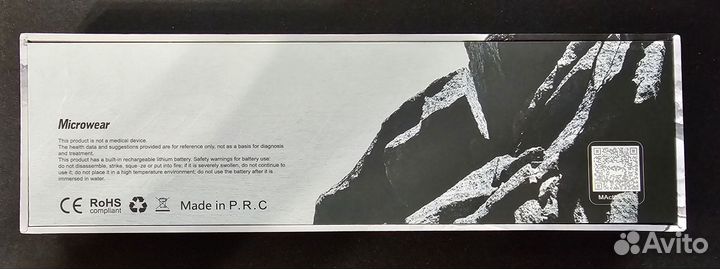 Microwear
This product is not a medical device.
The health data and suggestions provided are for reference only, not as a basis for diagnosis
and treatment.
This product has a built-in rechargeable lithium battery. Safety warnings for battery use:
do not disassemble, strike, sque-ze or put into fire; if it is severely swollen, do not continue to
use it; do not place it in a high temperature environment; do not use the battery after it is
immersed in water.
CE RoHS
compliant
Made in P.R.C
Avito